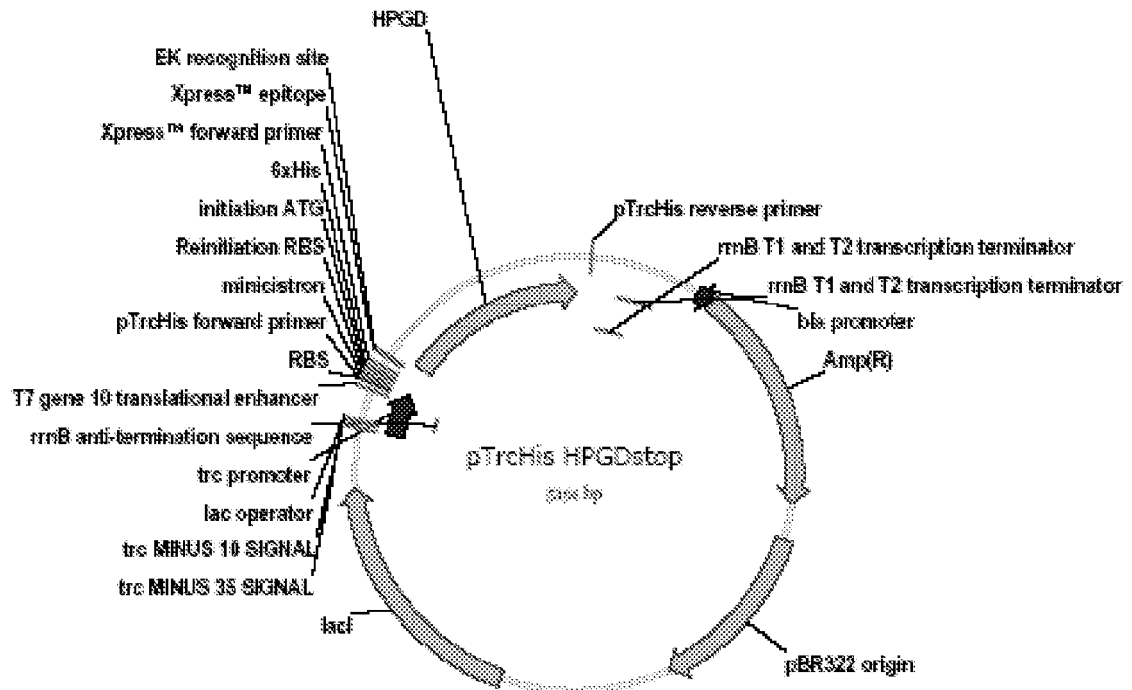 HPGD
EK recognition site
Xpress™ epitope
Xpress™ forward primer
6xHis
initiation ATG
Reinitiation RBS
minicistron
pTrcHis forward primer
RBS
T7 gene 10 translational enhancer
rrnB anti-termination sequence
trc promoter
lac operator
trc MINUS 10 SIGNAL
trc MINUS 35 SIGNAL
lacI
pTrcHis reverse primer
rrnB T1 and T2 transcription terminator
rrnB T1 and T2 transcription terminator
bla promoter
Amp(R)
pTrcHis HPGDstop
bp
pBR322 origin